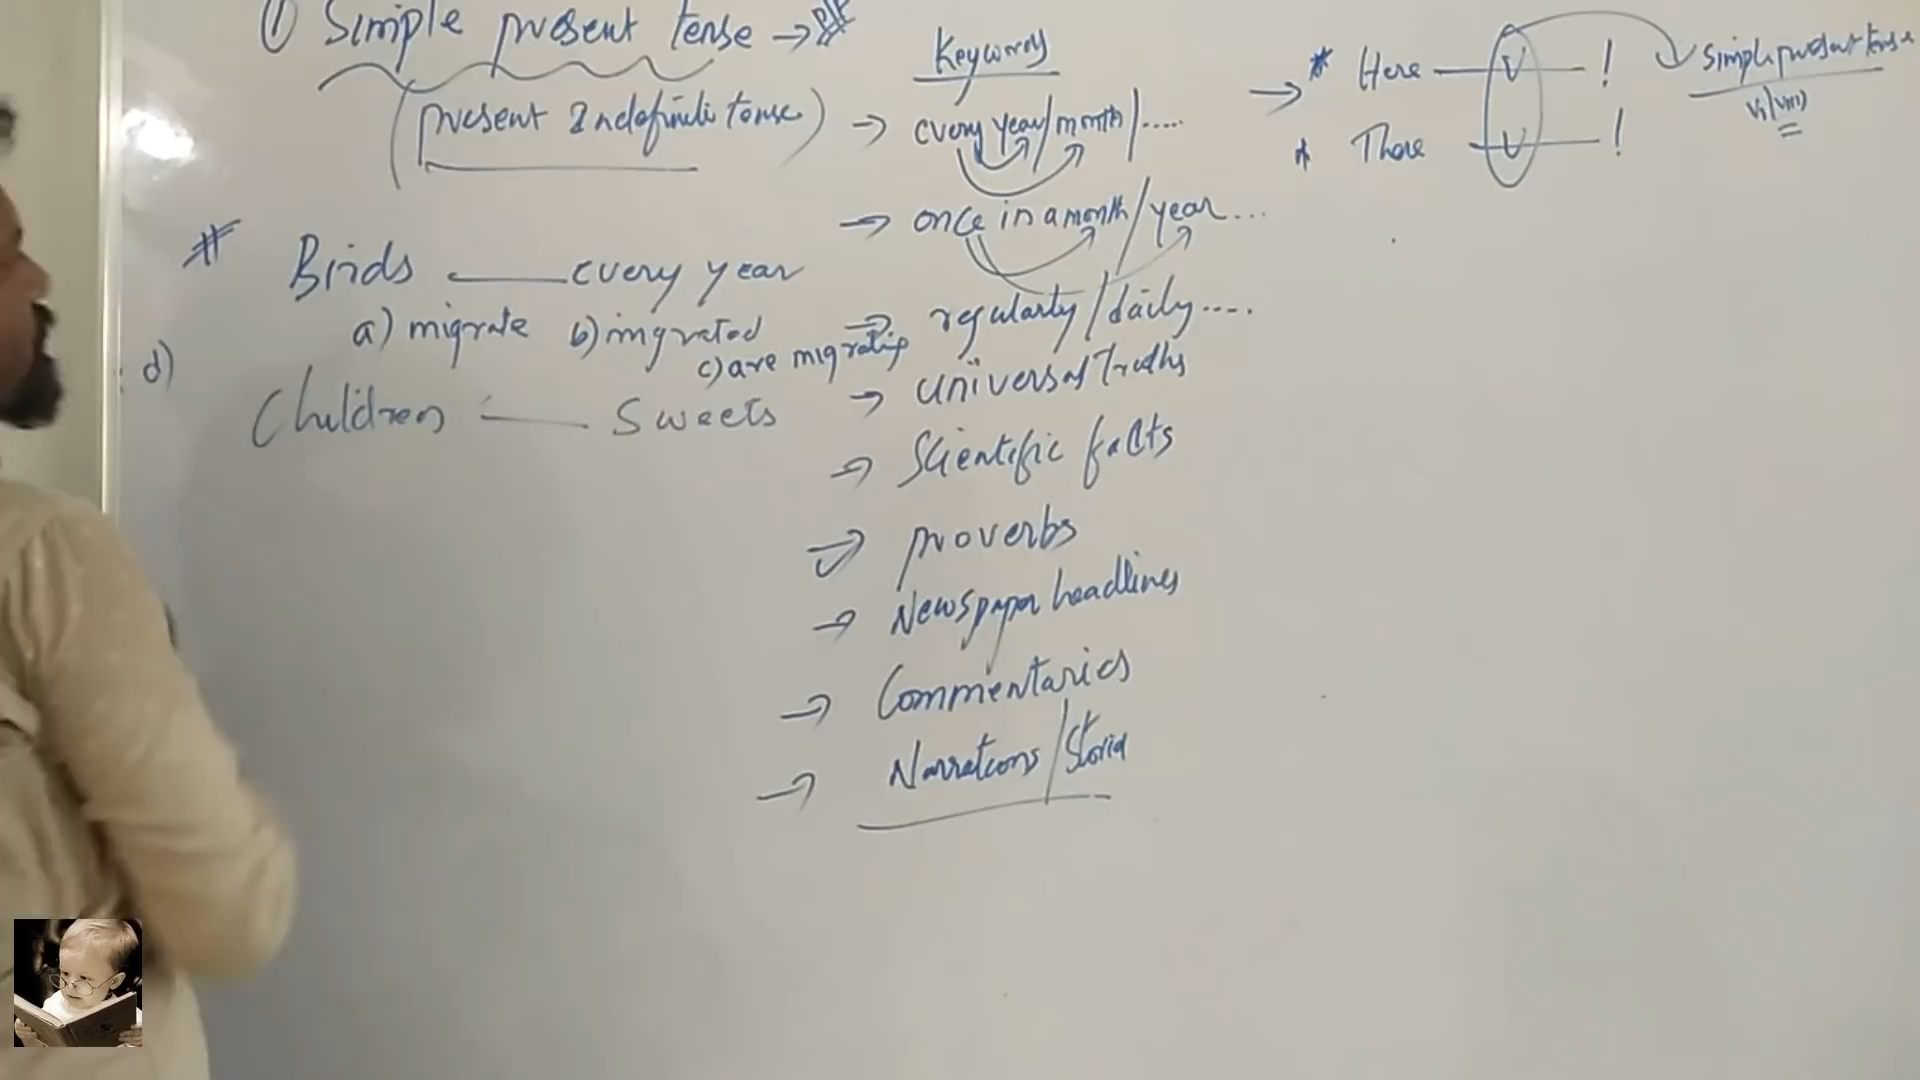 ① Simple present tense →
(present Indefinite tense)
# Birds ——— every year
a) migrate b) migrated
c) are migrating
d)
Children ——— Sweets
Keywords
→ every year/month/.....
→ once in a month/year...
→ regularly/daily....
→ universal Truths
→ Scientific facts
→ proverbs
→ Newspaper headlines
→ Commentaries
→ Narrations/Stories
→ * Here — V — !
* There — V — !
Simple present tense
V1/V(s)